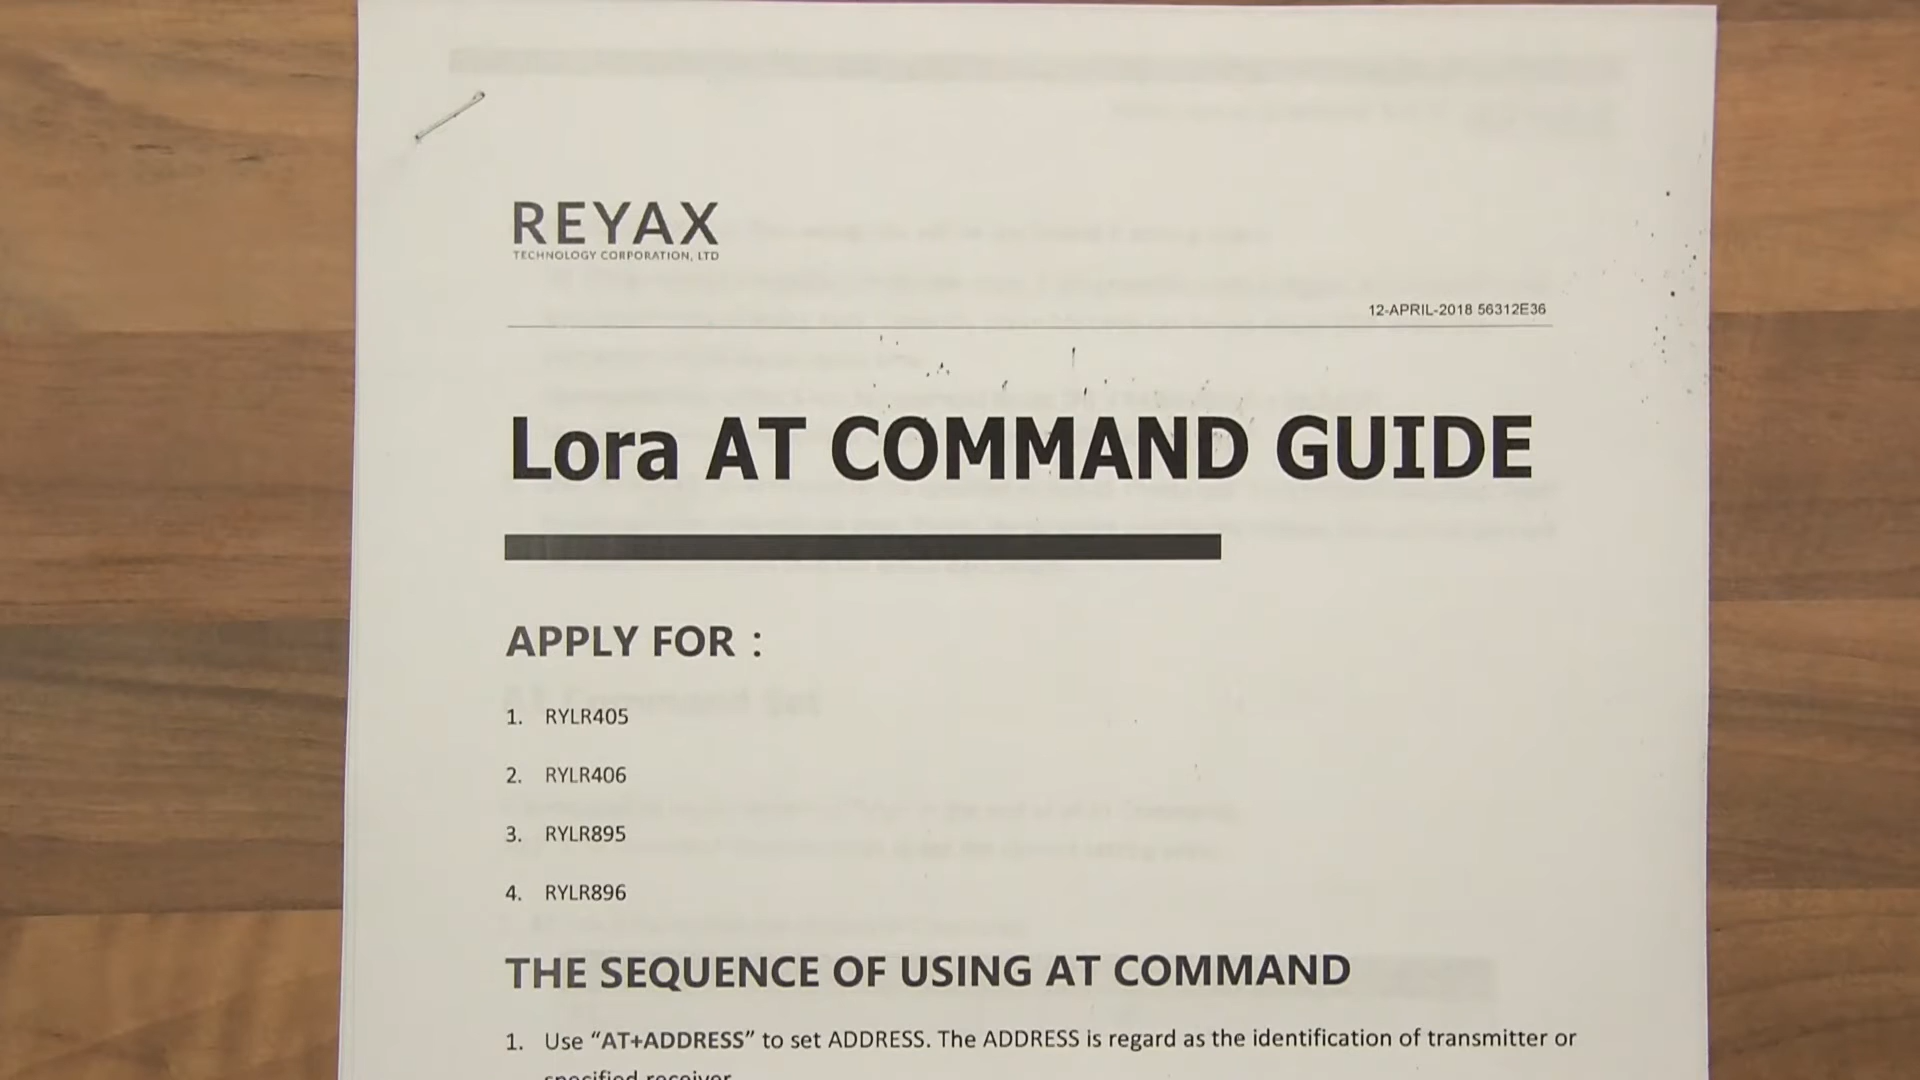 REYAX
TECHNOLOGY CORPORATION, LTD
12-APRIL-2018 56312E36
Lora AT COMMAND GUIDE
APPLY FOR :
1. RYLR405
2. RYLR406
3. RYLR895
4. RYLR896
THE SEQUENCE OF USING AT COMMAND
1. Use “AT+ADDRESS” to set ADDRESS. The ADDRESS is regard as the identification of transmitter or
specified receiver.